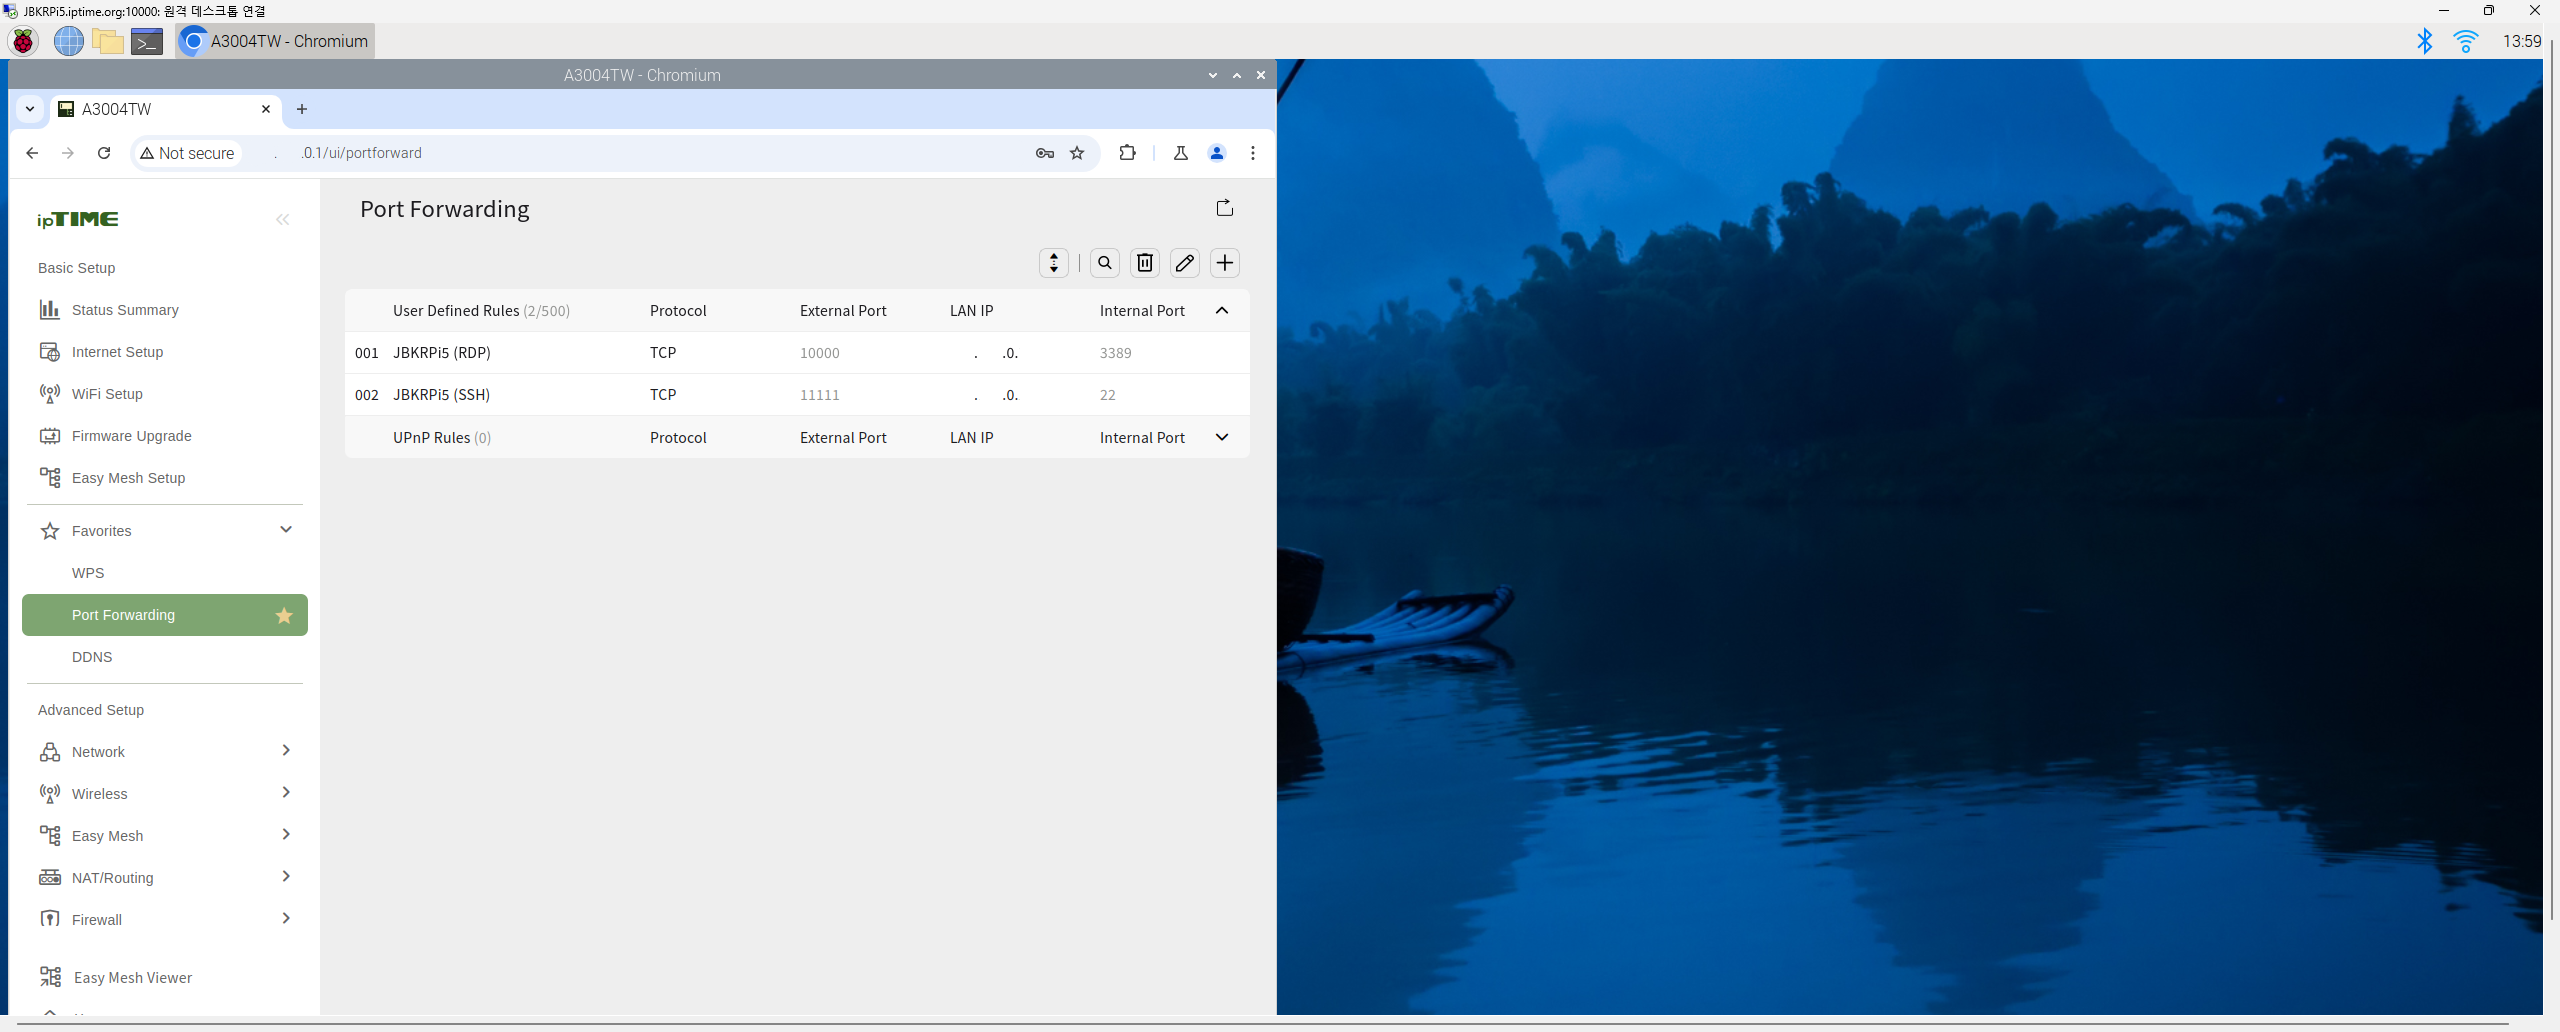 JBKRPi5.iptime.org:10000: 원격 데스크톱 연결
A3004TW - Chromium
13:59
A3004TW - Chromium
A3004TW
Not secure . .0.1/ui/portforward
ipTIME
Port Forwarding
Basic Setup
Status Summary
Internet Setup
WiFi Setup
Firmware Upgrade
Easy Mesh Setup
Favorites
WPS
Port Forwarding
DDNS
Advanced Setup
Network
Wireless
Easy Mesh
NAT/Routing
Firewall
Easy Mesh Viewer
User Defined Rules (2/500) Protocol External Port LAN IP Internal Port
001 JBKRPi5 (RDP) TCP 10000 . .0. 3389
002 JBKRPi5 (SSH) TCP 11111 . .0. 22
UPnP Rules (0) Protocol External Port LAN IP Internal Port